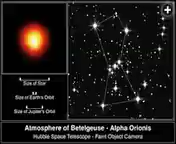 Size of Star
Size of Earth's Orbit
Size of Jupiter's Orbit
Atmosphere of Betelgeuse - Alpha Orionis
Hubble Space Telescope - Faint Object Camera